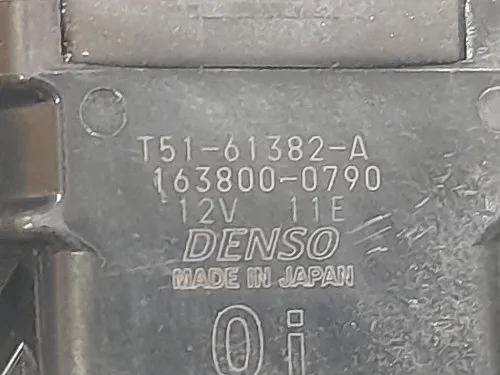 T51-61382-A
163800-0790
12V 11E
DENSO
MADE IN JAPAN
0i